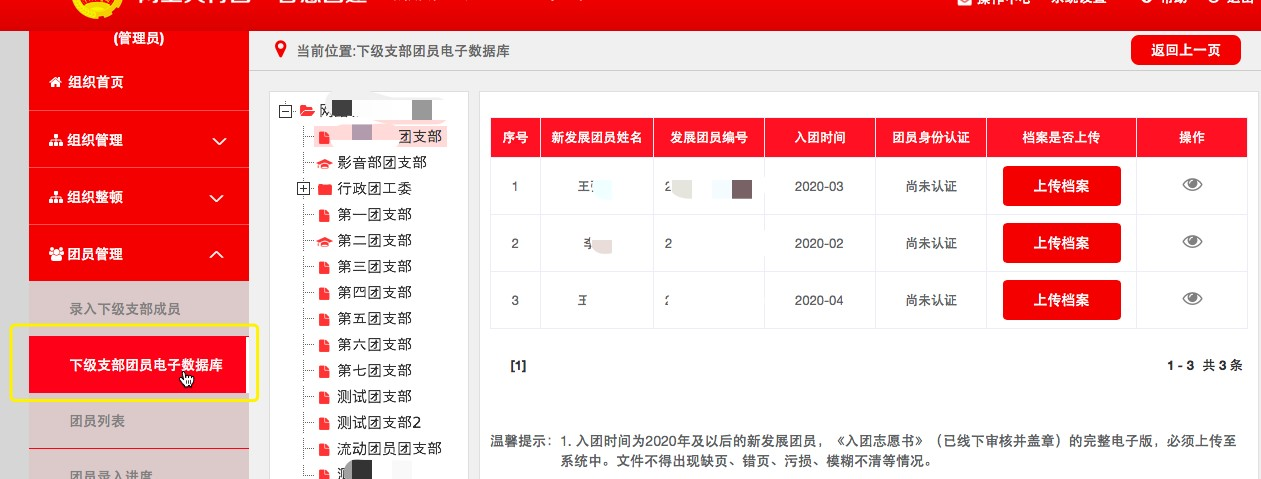 (管理员)
当前位置:下级支部团员电子数据库
返回上一页
组织首页
组织管理
组织整顿
团员管理
录入下级支部成员
下级支部团员电子数据库
团员列表
团员录入进度
团支部
影音部团支部
行政团工委
第一团支部
第二团支部
第三团支部
第四团支部
第五团支部
第六团支部
第七团支部
测试团支部
测试团支部2
流动团员团支部
序号 新发展团员姓名 发展团员编号 入团时间 团员身份认证 档案是否上传 操作
1 王 2 2020-03 尚未认证 上传档案
2 2 2020-02 尚未认证 上传档案
3 2020-04 尚未认证 上传档案
[1]
1 - 3 共 3 条
温馨提示: 1. 入团时间为2020年及以后的新发展团员，《入团志愿书》（已线下审核并盖章）的完整电子版，必须上传至
系统中。文件不得出现缺页、错页、污损、模糊不清等情况。